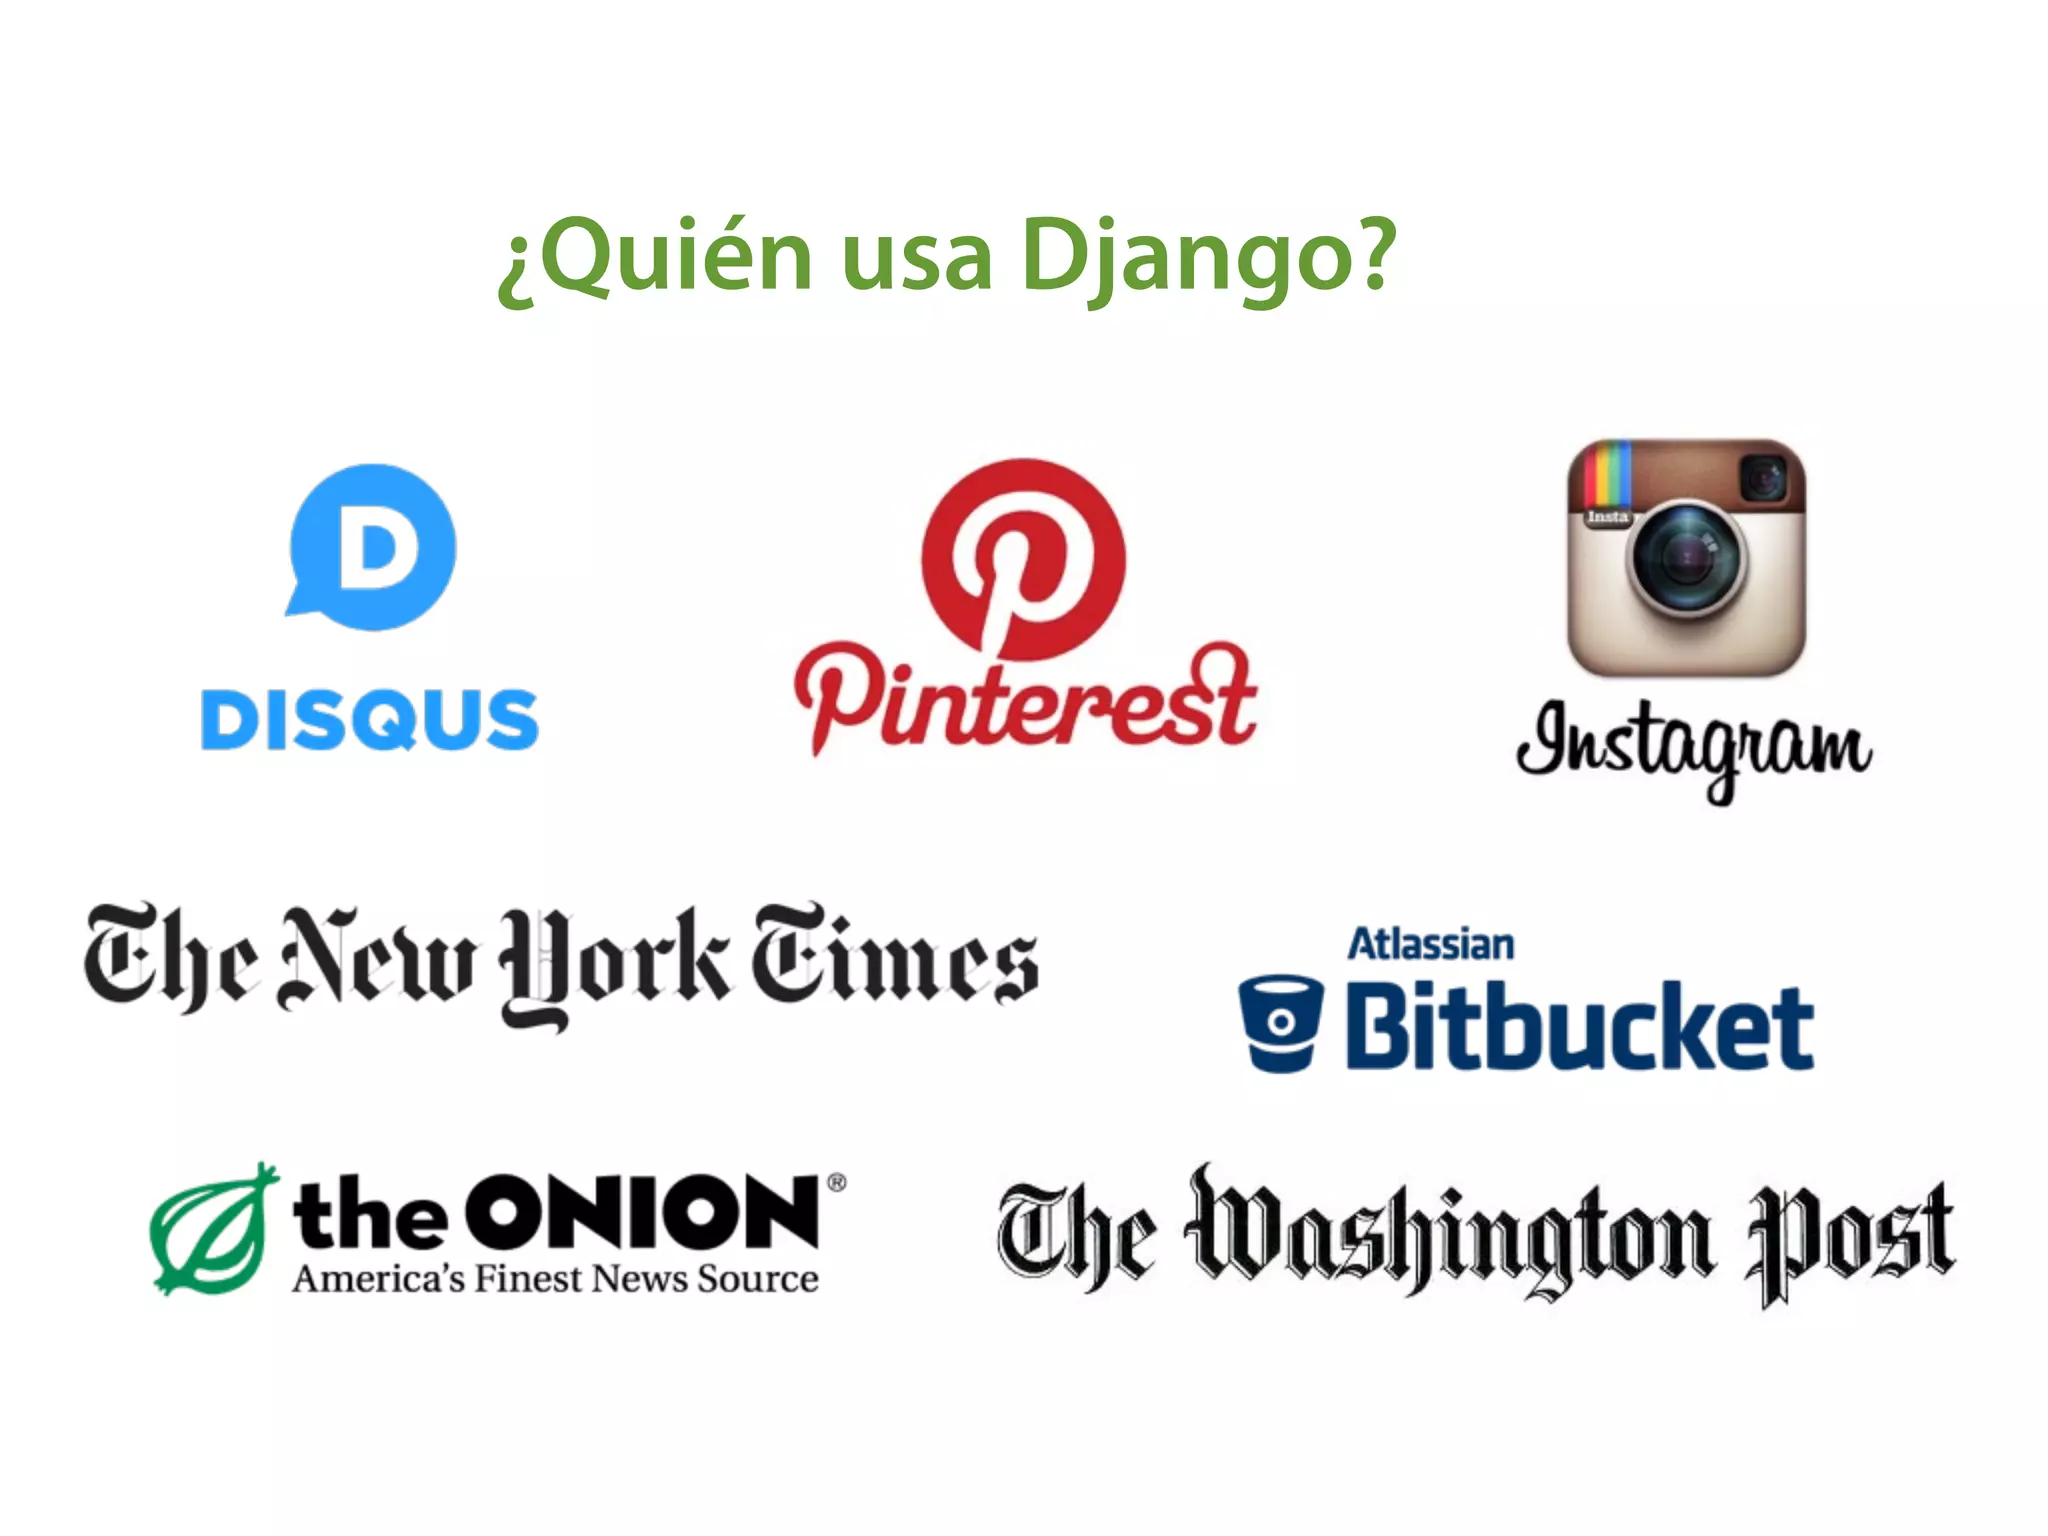 ¿Quién usa Django?
D
DISQUS
Pinterest
Insta
Instagram
The New York Times
Atlassian
Bitbucket
the ONION®
America's Finest News Source
The Washington Post